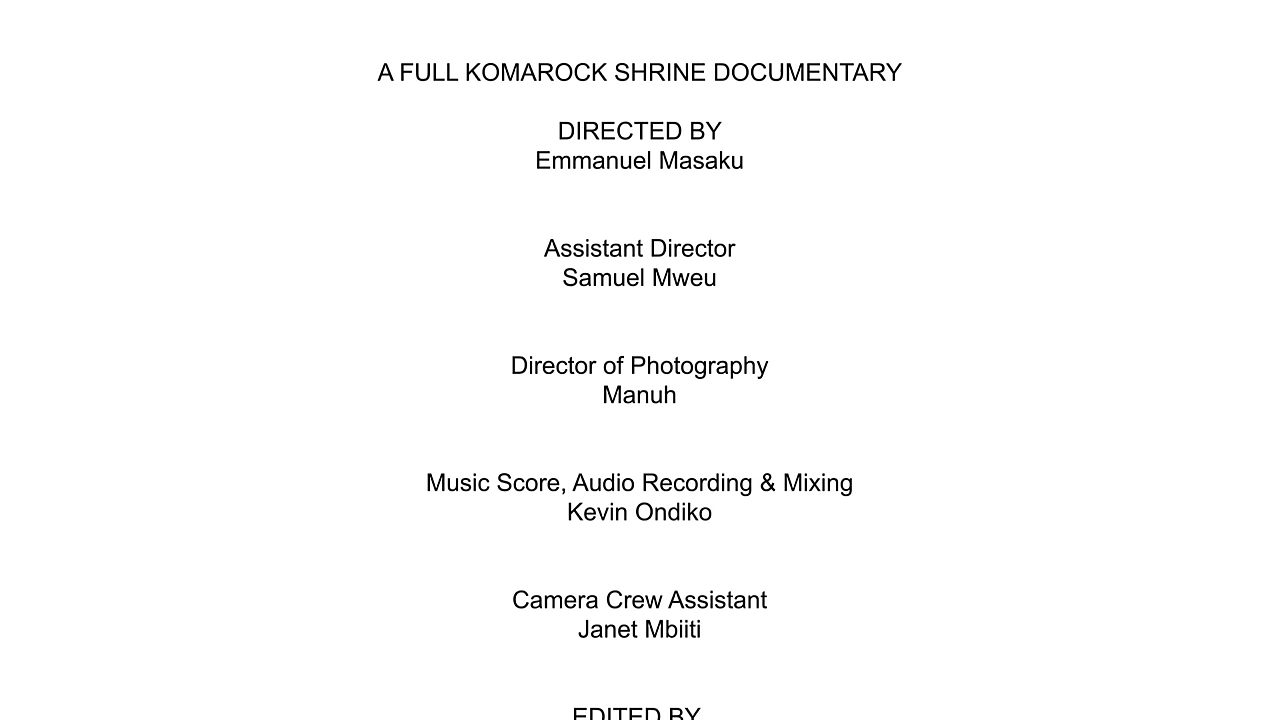 A FULL KOMAROCK SHRINE DOCUMENTARY
DIRECTED BY
Emmanuel Masaku
Assistant Director
Samuel Mweu
Director of Photography
Manuh
Music Score, Audio Recording & Mixing
Kevin Ondiko
Camera Crew Assistant
Janet Mbiiti
EDITED BY